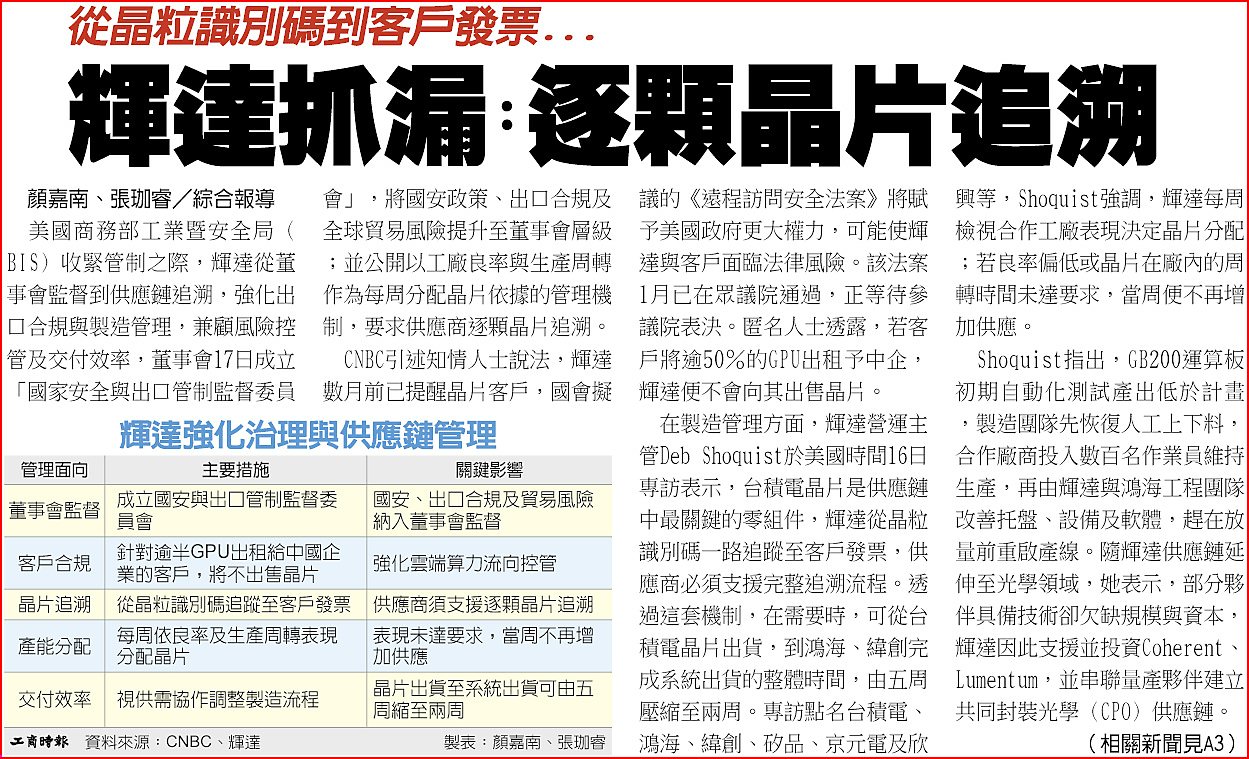 從晶粒識別碼到客戶發票...
輝達抓漏：逐顆晶片追溯
顏嘉南、張珈睿／綜合報導
美國商務部工業暨安全局（
BIS）收緊管制之際，輝達從董
事會監督到供應鏈追溯，強化出
口合規與製造管理，兼顧風險控
管及交付效率，董事會17日成立
「國家安全與出口管制監督委員
會」，將國安政策、出口合規及
全球貿易風險提升至董事會層級
；並公開以工廠良率與生產周轉
作為每周分配晶片依據的管理機
制，要求供應商逐顆晶片追溯。
CNBC引述知情人士說法，輝達
數月前已提醒晶片客戶，國會擬
議的《遠程訪問安全法案》將賦
予美國政府更大權力，可能使輝
達與客戶面臨法律風險。該法案
1月已在眾議院通過，正等待參
議院表決。匿名人士透露，若客
戶將逾50%的GPU出租予中企，
輝達便不會向其出售晶片。
在製造管理方面，輝達營運主
管Deb Shoquist於美國時間16日
專訪表示，台積電晶片是供應鏈
中最關鍵的零組件，輝達從晶粒
識別碼一路追蹤至客戶發票，供
應商必須支援完整追溯流程。透
過這套機制，在需要時，可從台
積電晶片出貨，到鴻海、緯創完
成系統出貨的整體時間，由五周
壓縮至兩周。專訪點名台積電、
鴻海、緯創、矽品、京元電及欣
興等，Shoquist強調，輝達每周
檢視合作工廠表現決定晶片分配
；若良率偏低或晶片在廠內的周
轉時間未達要求，當周便不再增
加供應。
Shoquist指出，GB200運算板
初期自動化測試產出低於計畫
，製造團隊先恢復人工上下料，
合作廠商投入數百名作業員維持
生產，再由輝達與鴻海工程團隊
改善托盤、設備及軟體，趕在放
量前重啟產線。隨輝達供應鏈延
伸至光學領域，她表示，部分夥
伴具備技術卻欠缺規模與資本，
輝達因此支援並投資Coherent、
Lumentum，並串聯量產夥伴建立
共同封裝光學（CPO）供應鏈。
（相關新聞見A3）
輝達強化治理與供應鏈管理
管理面向 主要措施 關鍵影響
董事會監督 成立國安與出口管制監督委
員會 國安、出口合規及貿易風險
納入董事會監督
客戶合規 針對逾半GPU出租給中國企
業的客戶，將不出售晶片 強化雲端算力流向控管
晶片追溯 從晶粒識別碼追蹤至客戶發票 供應商須支援逐顆晶片追溯
產能分配 每周依良率及生產周轉表現
分配晶片 表現未達要求，當周不再增
加供應
交付效率 視供需協作調整製造流程 晶片出貨至系統出貨可由五
周縮至兩周
工商時報 資料來源：CNBC、輝達 製表：顏嘉南、張珈睿